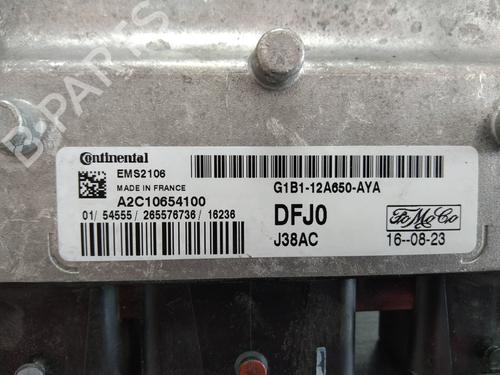 Continental
EMS2106
MADE IN FRANCE
A2C10654100
01/ 54555/ 265576736/ 16236
G1B1-12A650-AYA
DFJ0
J38AC
FoMoCo
16--08-23
B-PARTS